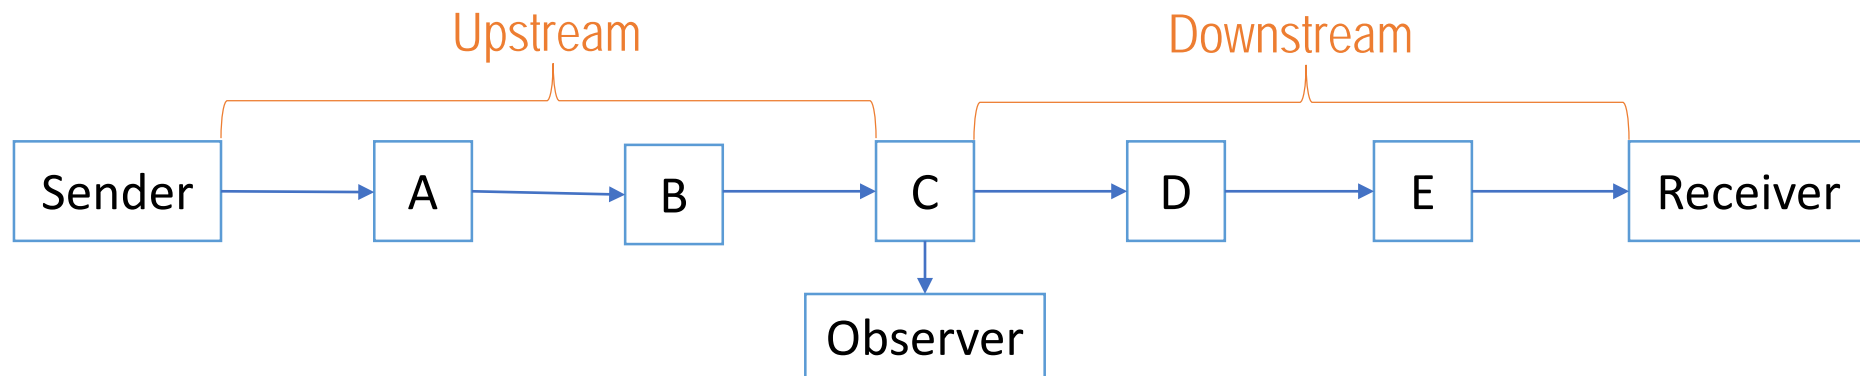 Upstream
Downstream
Sender
A
B
C
D
E
Receiver
Observer